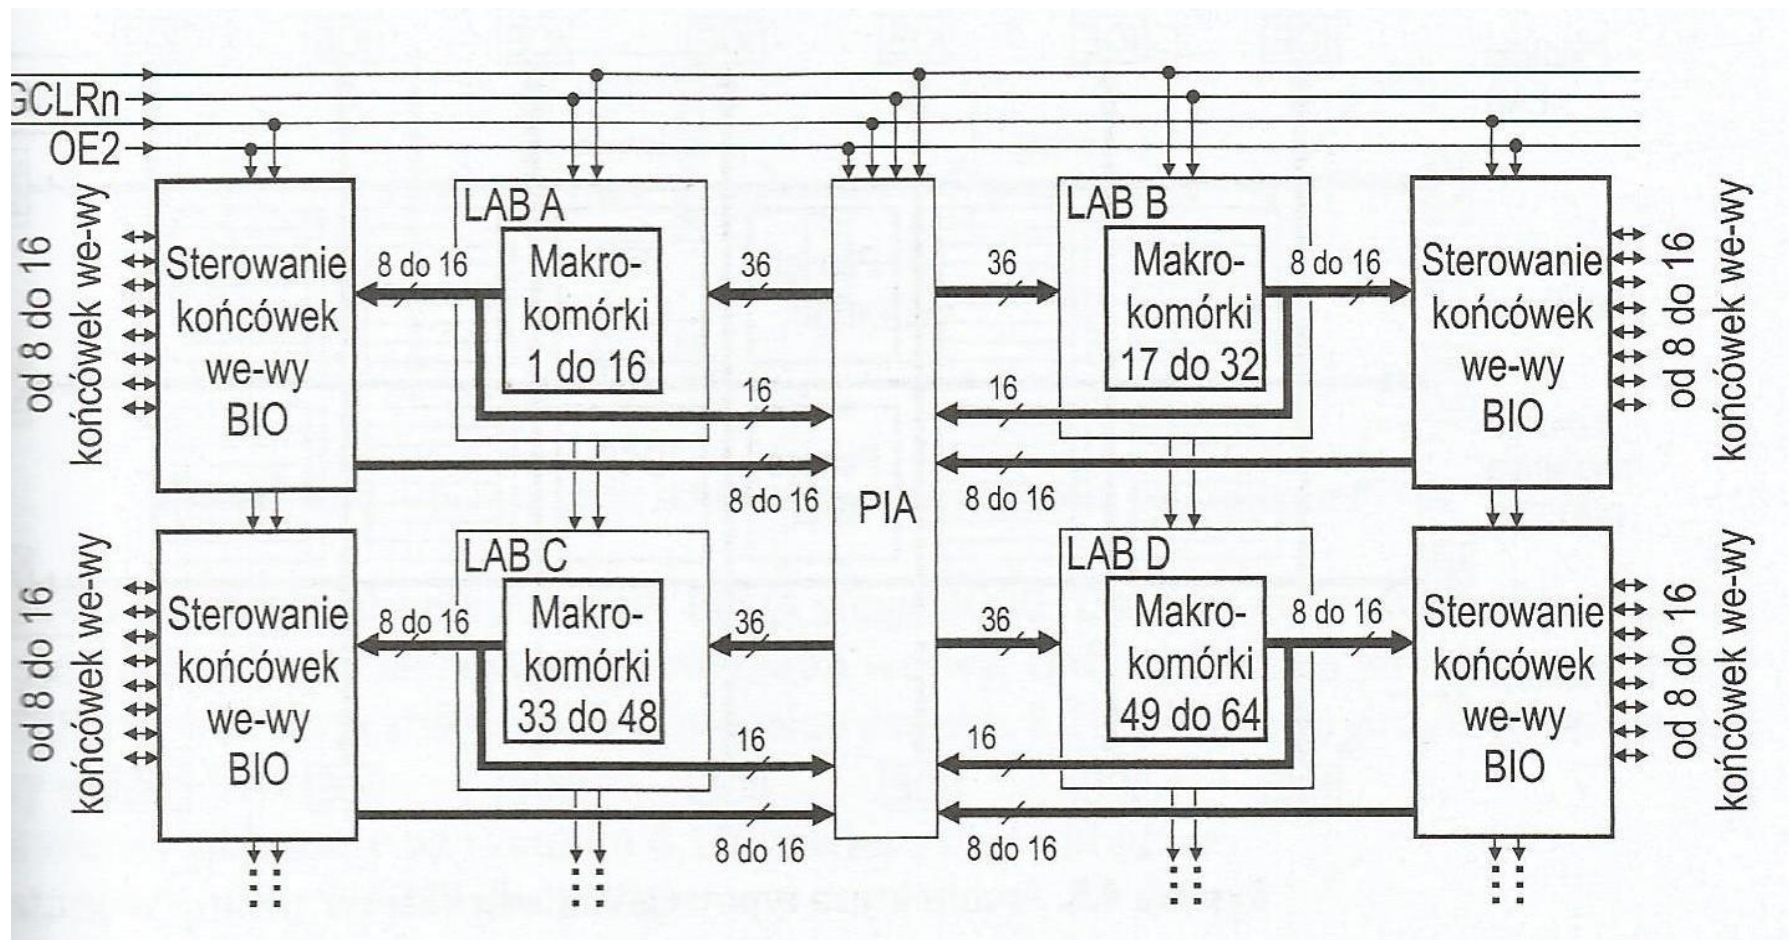 GCLRn
OE2
LAB A
LAB B
Sterowanie
końcówek
we-wy
BIO
od 8 do 16
końcówek we-wy
8 do 16
Makro-
komórki
1 do 16
36
16
8 do 16
PIA
36
16
8 do 16
Makro-
komórki
17 do 32
8 do 16
Sterowanie
końcówek
we-wy
BIO
od 8 do 16
końcówek we-wy
LAB C
LAB D
Sterowanie
końcówek
we-wy
BIO
od 8 do 16
końcówek we-wy
8 do 16
Makro-
komórki
33 do 48
36
16
8 do 16
36
16
8 do 16
Makro-
komórki
49 do 64
8 do 16
Sterowanie
końcówek
we-wy
BIO
od 8 do 16
końcówek we-wy